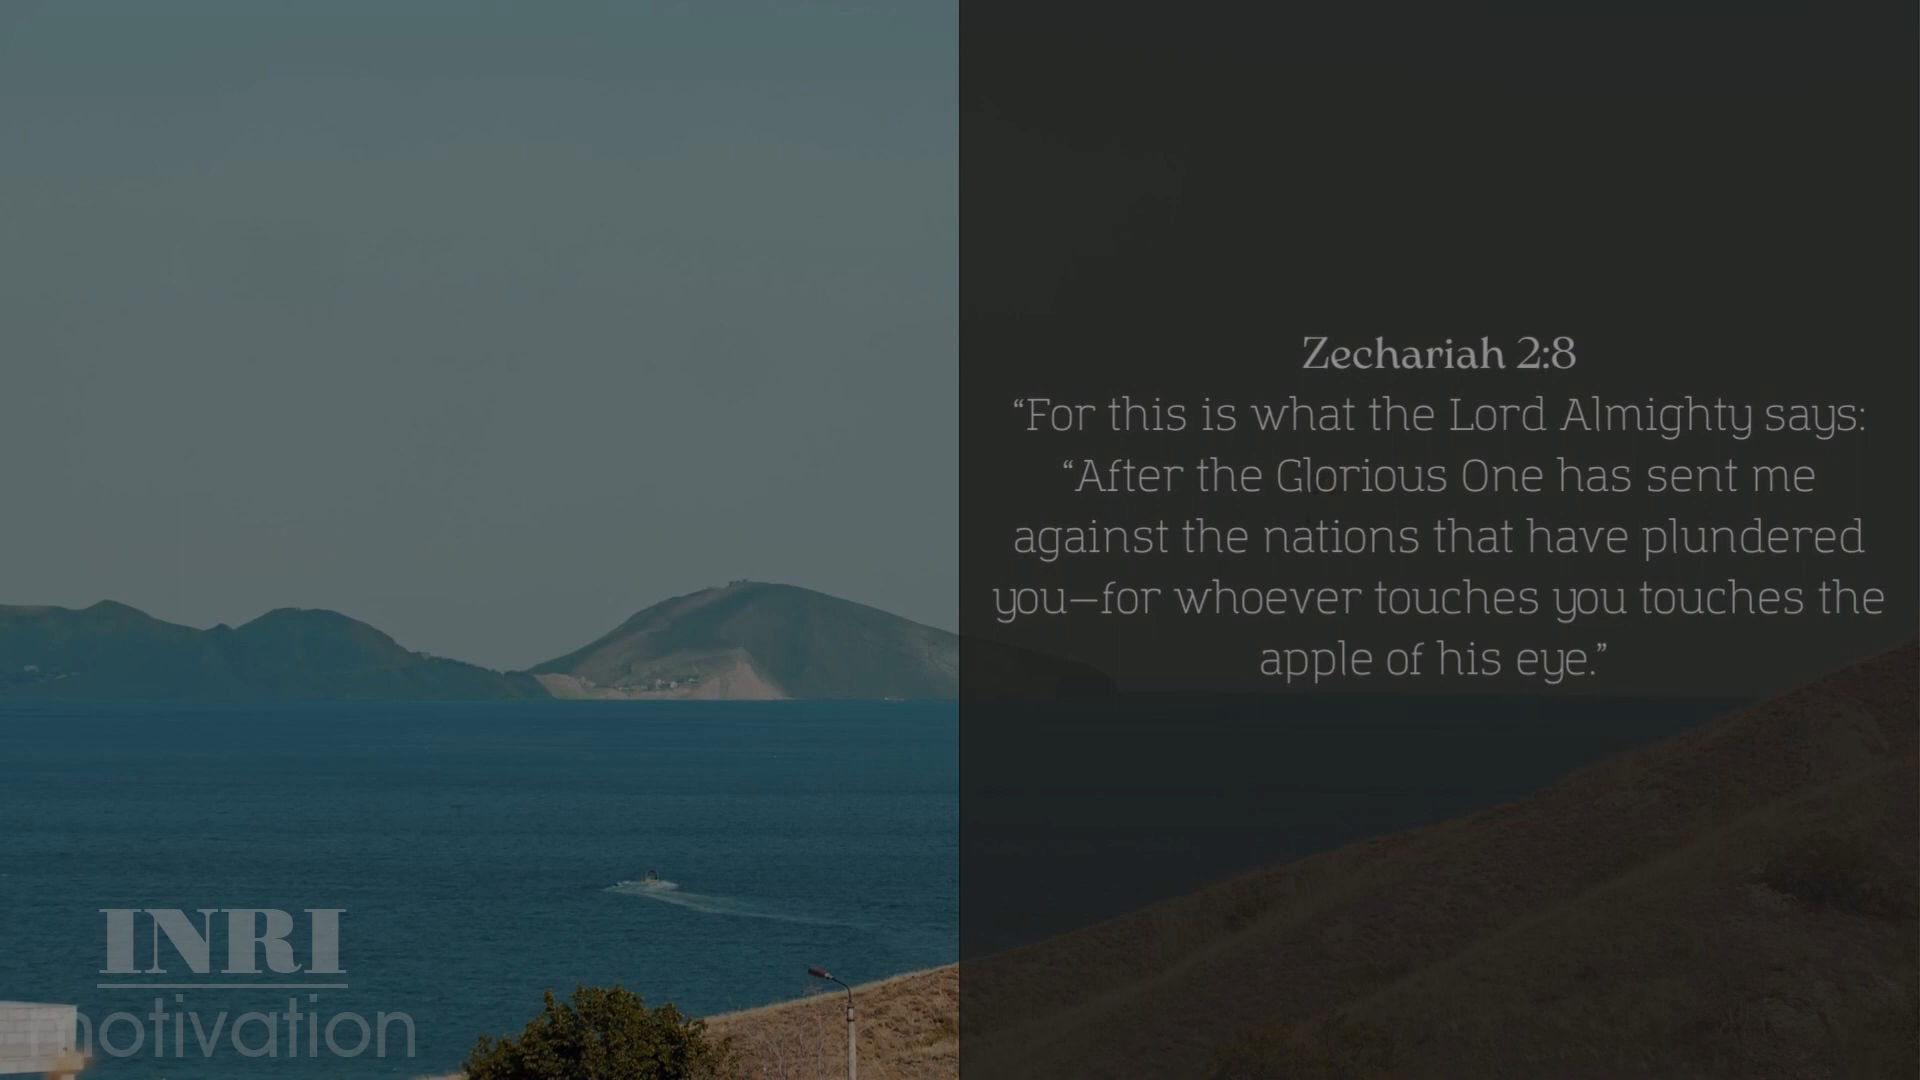 Zechariah 2:8
“For this is what the Lord Almighty says:
“After the Glorious One has sent me
against the nations that have plundered
you—for whoever touches you touches the
apple of his eye.”
INRI
motivation